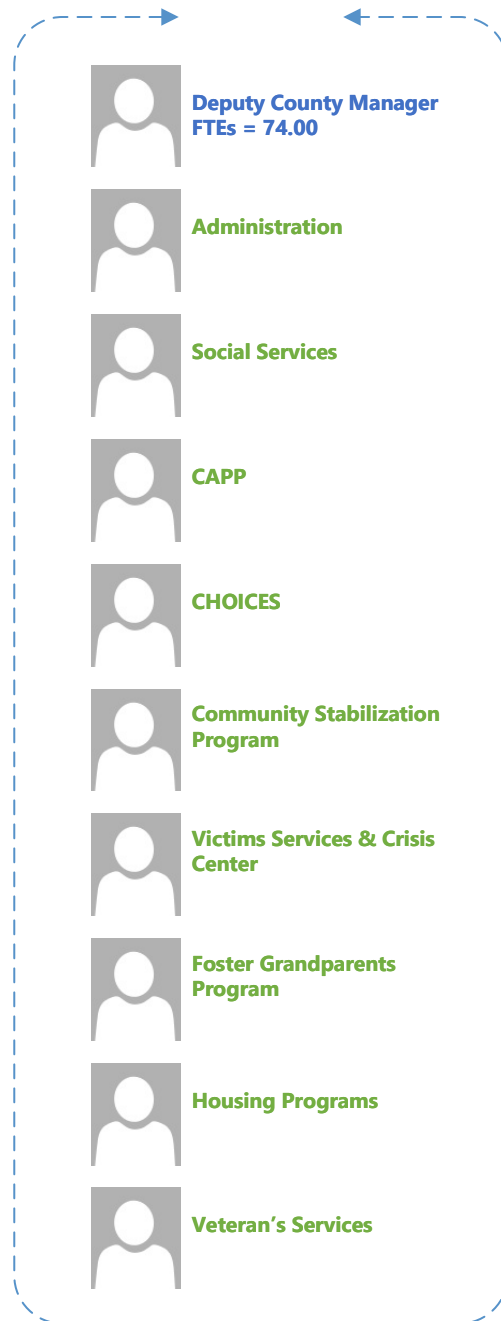 Deputy County Manager
FTEs = 74.00
Administration
Social Services
CAPP
CHOICES
Community Stabilization
Program
Victims Services & Crisis
Center
Foster Grandparents
Program
Housing Programs
Veteran’s Services